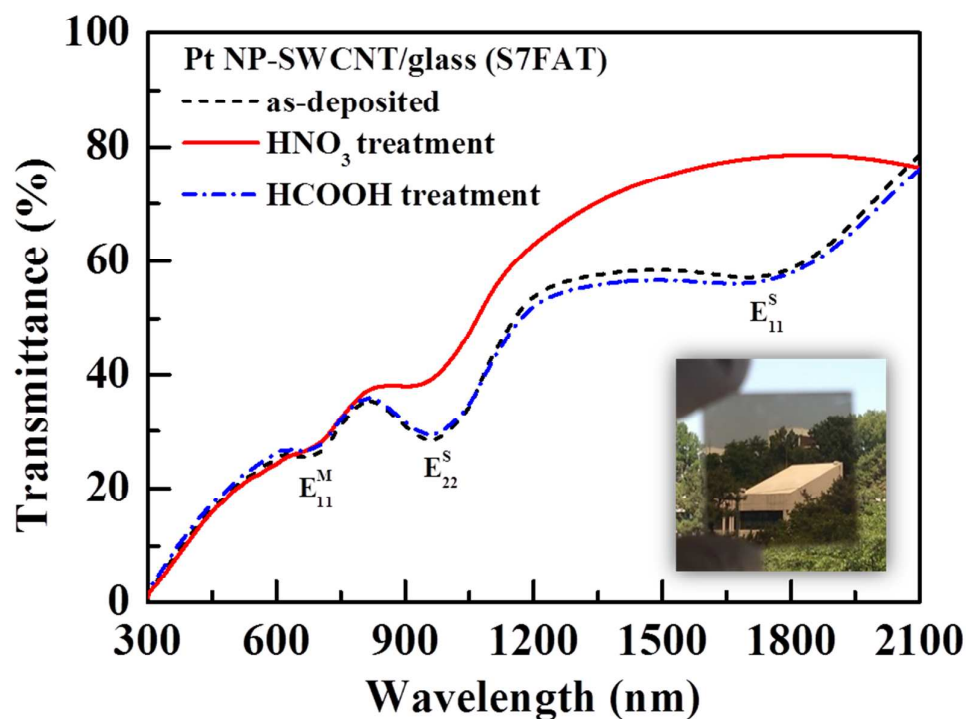 100
80
60
40
20
0
Transmittance (%)
Pt NP-SWCNT/glass (S7FAT)
as-deposited
HNO₃ treatment
HCOOH treatment
E₁₁ᴹ
E₂₂ˢ
E₁₁ˢ
300 600 900 1200 1500 1800 2100
Wavelength (nm)